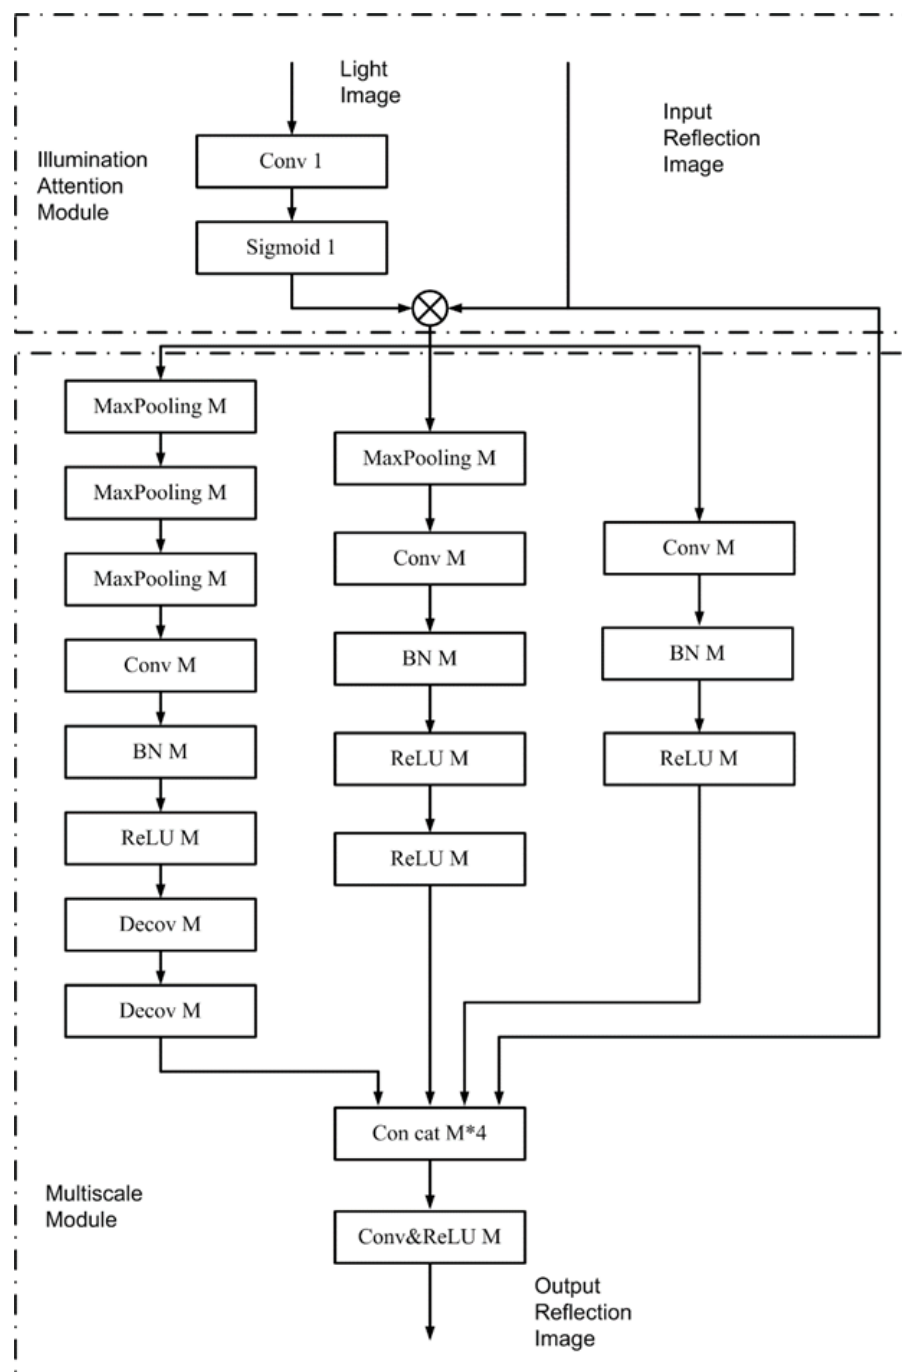 Light
Image
Input
Reflection
Image
Illumination
Attention
Module
Conv 1
Sigmoid 1
MaxPooling M
MaxPooling M
MaxPooling M
Conv M
BN M
ReLU M
Decov M
Decov M
MaxPooling M
Conv M
BN M
ReLU M
ReLU M
Conv M
BN M
ReLU M
Con cat M*4
Multiscale
Module
Conv&ReLU M
Output
Reflection
Image